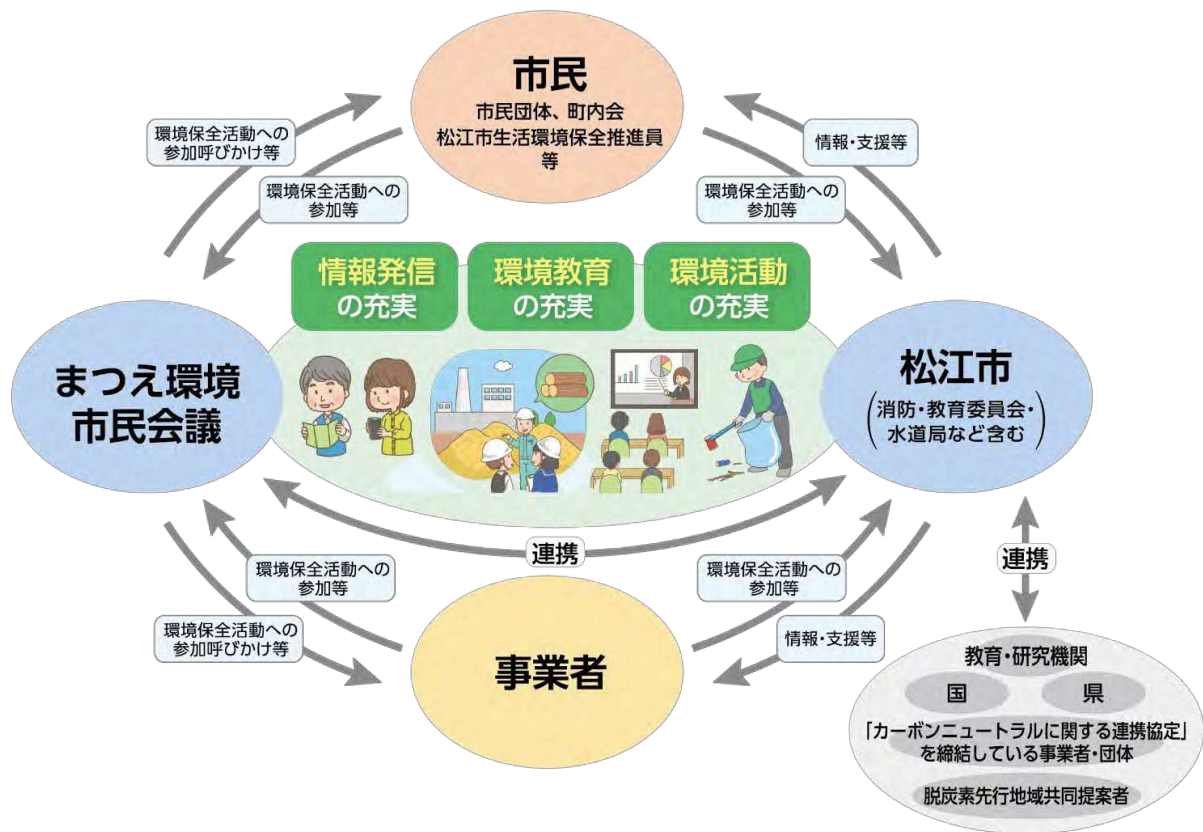 市民
市民団体、町内会
松江市生活環境保全推進員
等
環境保全活動への
参加呼びかけ等
環境保全活動への
参加等
情報・支援等
環境保全活動への
参加等
情報発信
の充実
環境教育
の充実
環境活動
の充実
まつえ環境
市民会議
松江市
(消防・教育委員会・
水道局など含む)
連携
環境保全活動への
参加等
環境保全活動への
参加呼びかけ等
環境保全活動への
参加等
情報・支援等
連携
事業者
教育・研究機関
国
県
「カーボンニュートラルに関する連携協定」
を締結している事業者・団体
脱炭素先行地域共同提案者